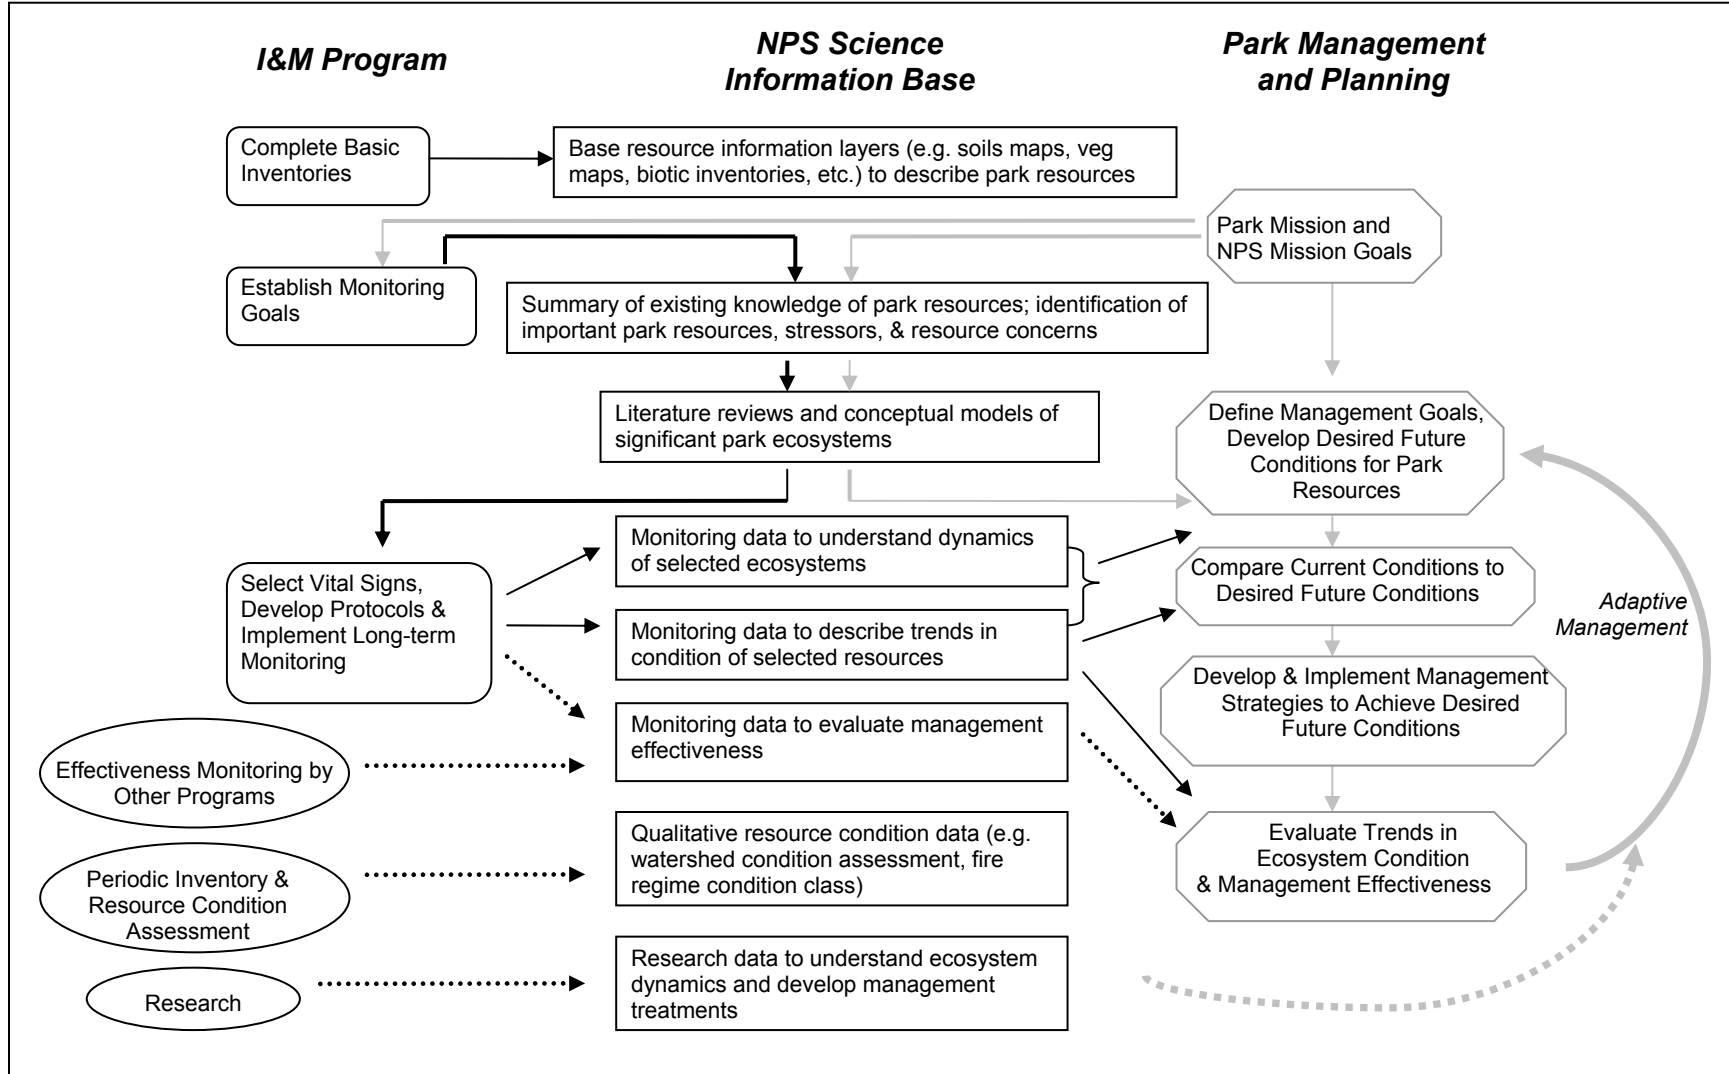 I&M Program
NPS Science
Information Base
Park Management
and Planning
Complete Basic
Inventories
Base resource information layers (e.g. soils maps, veg
maps, biotic inventories, etc.) to describe park resources
Park Mission and
NPS Mission Goals
Establish Monitoring
Goals
Summary of existing knowledge of park resources; identification of
important park resources, stressors, & resource concerns
Literature reviews and conceptual models of
significant park ecosystems
Define Management Goals,
Develop Desired Future
Conditions for Park
Resources
Select Vital Signs,
Develop Protocols &
Implement Long-term
Monitoring
Monitoring data to understand dynamics
of selected ecosystems
Compare Current Conditions to
Desired Future Conditions
Adaptive
Management
Monitoring data to describe trends in
condition of selected resources
Develop & Implement Management
Strategies to Achieve Desired
Future Conditions
Monitoring data to evaluate management
effectiveness
Effectiveness Monitoring by
Other Programs
Qualitative resource condition data (e.g.
watershed condition assessment, fire
regime condition class)
Evaluate Trends in
Ecosystem Condition
& Management Effectiveness
Periodic Inventory &
Resource Condition
Assessment
Research data to understand ecosystem
dynamics and develop management
treatments
Research